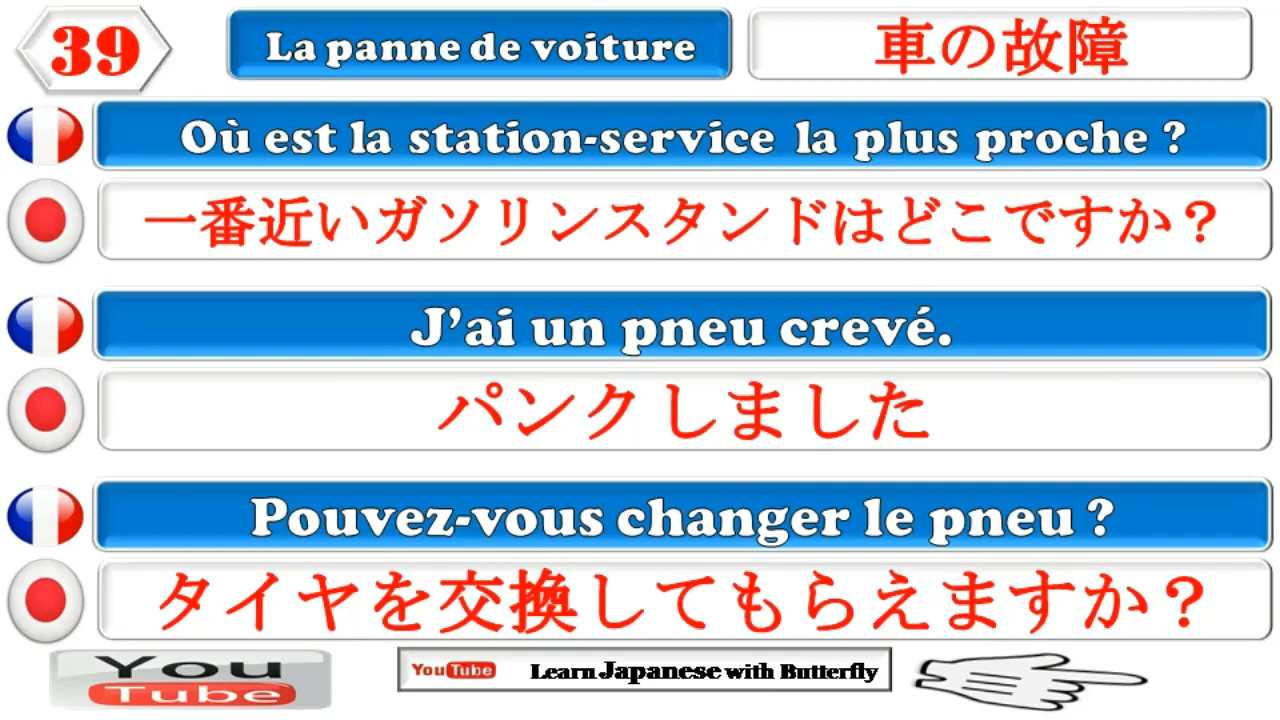 39
La panne de voiture
車の故障
Où est la station-service la plus proche ?
一番近いガソリンスタンドはどこですか？
J’ai un pneu crevé.
パンクしました
Pouvez-vous changer le pneu ?
タイヤを交換してもらえますか？
You Tube
YouTube Learn Japanese with Butterfly